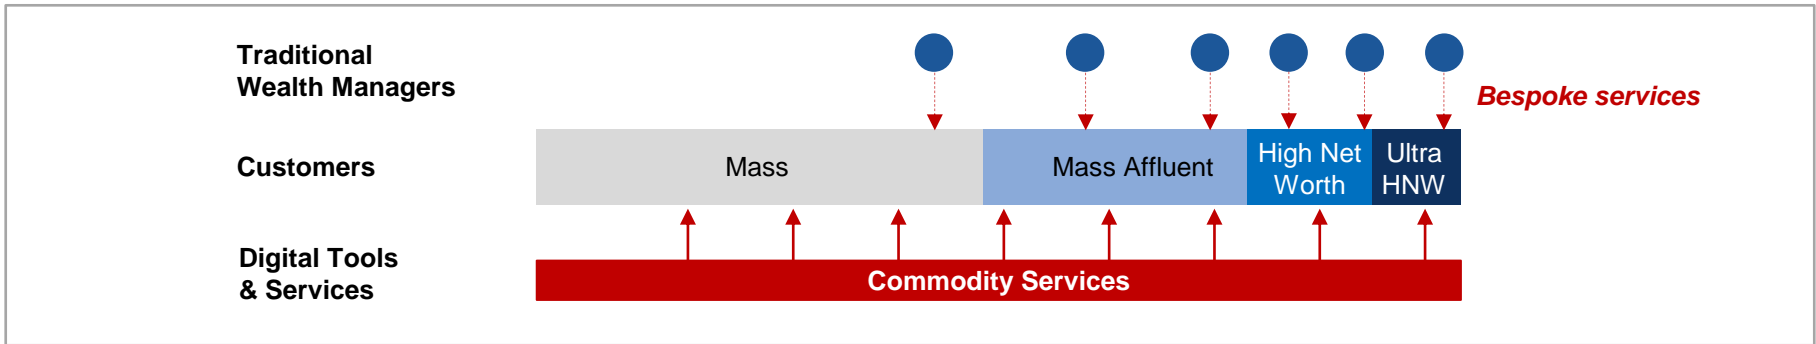 Traditional
Wealth Managers
Bespoke services
Customers
Mass
Mass Affluent
High Net
Worth
Ultra
HNW
Digital Tools
& Services
Commodity Services